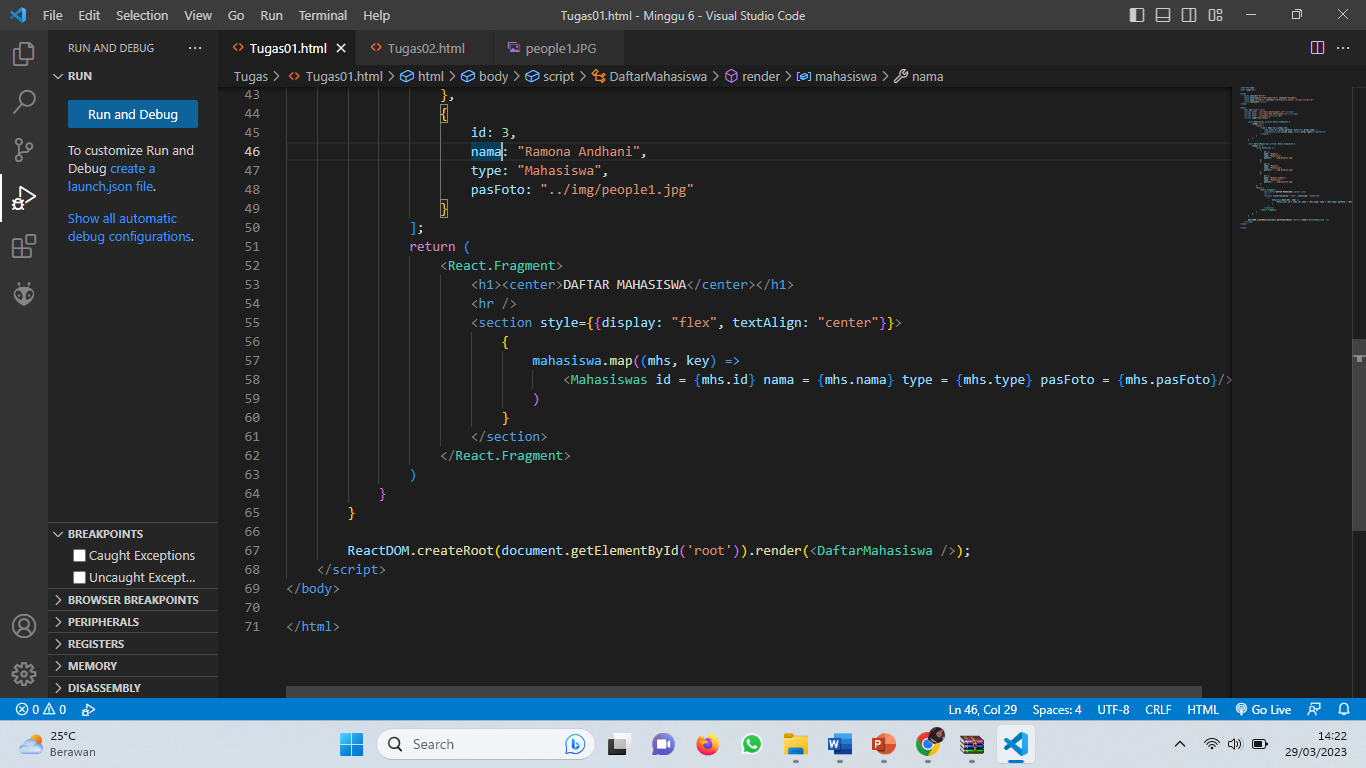 File Edit Selection View Go Run Terminal Help
Tugas01.html - Minggu 6 - Visual Studio Code
RUN AND DEBUG ···
Tugas01.html
Tugas02.html
people1.JPG
Tugas > Tugas01.html > html > body > script > DaftarMahasiswa > render > mahasiswa > nama
RUN
Run and Debug
To customize Run and
Debug create a
launch.json file.
Show all automatic
debug configurations.
BREAKPOINTS
Caught Exceptions
Uncaught Except...
BROWSER BREAKPOINTS
PERIPHERALS
REGISTERS
MEMORY
DISASSEMBLY
43 },
44 {
45 id: 3,
46 nama: "Ramona Andhani",
47 type: "Mahasiswa",
48 pasFoto: "../img/people1.jpg"
49 }
50 ];
51 return (
52 <React.Fragment>
53 <h1><center>DAFTAR MAHASISWA</center></h1>
54 <hr />
55 <section style={{display: "flex", textAlign: "center"}}>
56 {
57 mahasiswa.map((mhs, key) =>
58 <Mahasiswas id = {mhs.id} nama = {mhs.nama} type = {mhs.type} pasFoto = {mhs.pasFoto}/>
59 )
60 }
61 </section>
62 </React.Fragment>
63 )
64 }
65 }
66
67 ReactDOM.createRoot(document.getElementById('root')).render(<DaftarMahasiswa />);
68 </script>
69 </body>
70
71 </html>
0 0
Ln 46, Col 29 Spaces: 4 UTF-8 CRLF HTML Go Live
25°C
Berawan
Search
14:22
29/03/2023